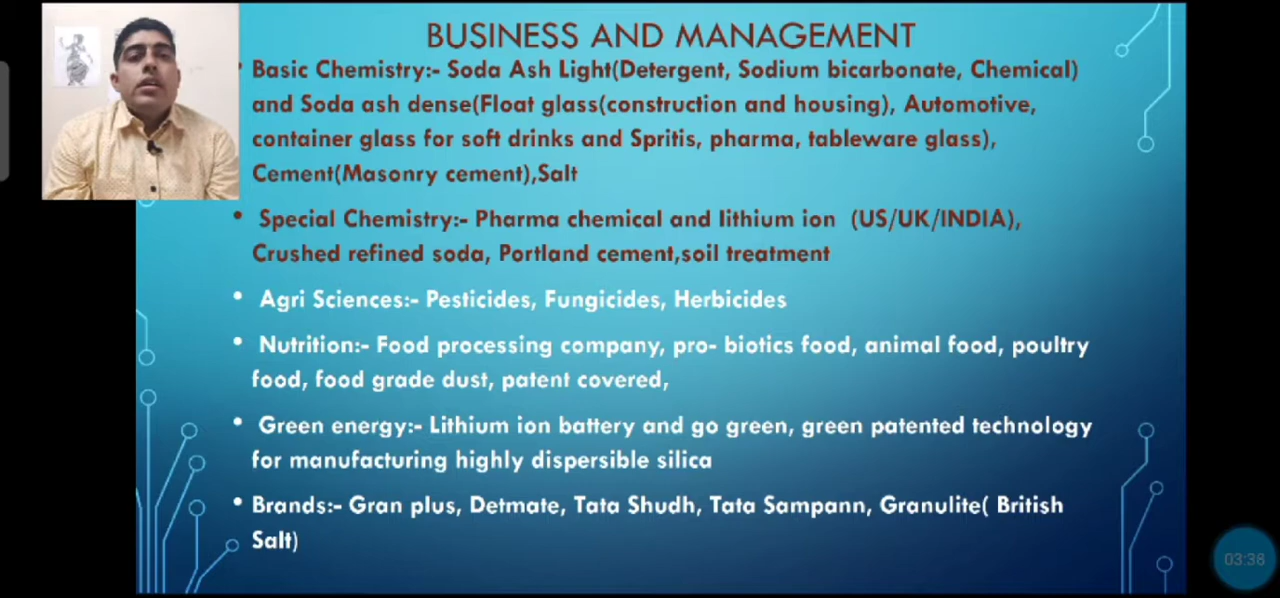 BUSINESS AND MANAGEMENT
• Basic Chemistry:- Soda Ash Light(Detergent, Sodium bicarbonate, Chemical)
and Soda ash dense(Float glass(construction and housing), Automotive,
container glass for soft drinks and Spritis, pharma, tableware glass),
Cement(Masonry cement),Salt
• Special Chemistry:- Pharma chemical and lithium ion (US/UK/INDIA),
Crushed refined soda, Portland cement,soil treatment
• Agri Sciences:- Pesticides, Fungicides, Herbicides
• Nutrition:- Food processing company, pro- biotics food, animal food, poultry
food, food grade dust, patent covered,
• Green energy:- Lithium ion battery and go green, green patented technology
for manufacturing highly dispersible silica
• Brands:- Gran plus, Detmate, Tata Shudh, Tata Sampann, Granulite( British
Salt)
03:38